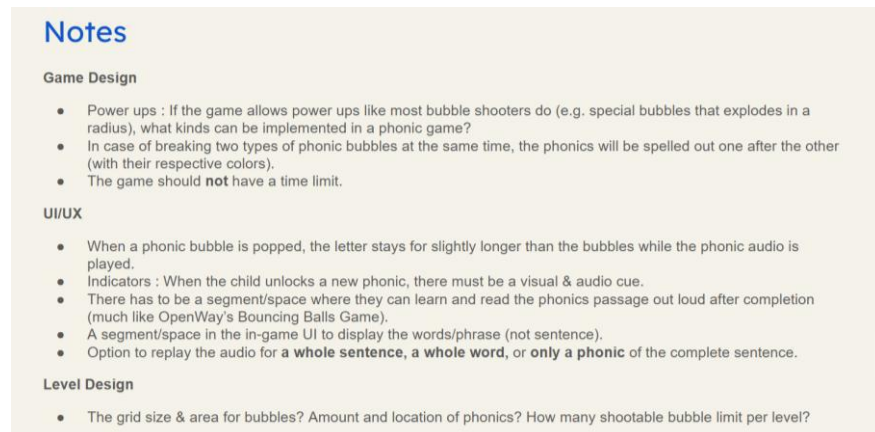 Notes
Game Design
● Power ups : If the game allows power ups like most bubble shooters do (e.g. special bubbles that explodes in a
radius), what kinds can be implemented in a phonic game?
● In case of breaking two types of phonic bubbles at the same time, the phonics will be spelled out one after the other
(with their respective colors).
● The game should not have a time limit.
UI/UX
● When a phonic bubble is popped, the letter stays for slightly longer than the bubbles while the phonic audio is
played.
● Indicators : When the child unlocks a new phonic, there must be a visual & audio cue.
● There has to be a segment/space where they can learn and read the phonics passage out loud after completion
(much like OpenWay's Bouncing Balls Game).
● A segment/space in the in-game UI to display the words/phrase (not sentence).
● Option to replay the audio for a whole sentence, a whole word, or only a phonic of the complete sentence.
Level Design
● The grid size & area for bubbles? Amount and location of phonics? How many shootable bubble limit per level?